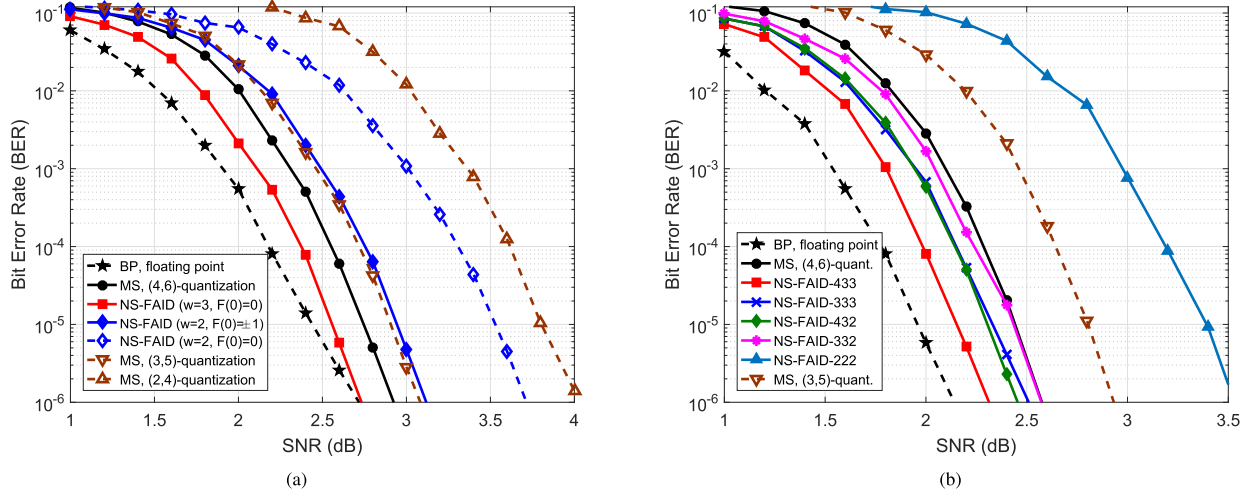 Bit Error Rate (BER)
10^-1
10^-2
10^-3
10^-4
10^-5
10^-6
BP, floating point
MS, (4,6)-quantization
NS-FAID (w=3, F(0)=0)
NS-FAID (w=2, F(0)=±1)
NS-FAID (w=2, F(0)=0)
MS, (3,5)-quantization
MS, (2,4)-quantization
1 1.5 2 2.5 3 3.5 4
SNR (dB)
(a)
Bit Error Rate (BER)
10^-1
10^-2
10^-3
10^-4
10^-5
10^-6
BP, floating point
MS, (4,6)-quant.
NS-FAID-433
NS-FAID-333
NS-FAID-432
NS-FAID-332
NS-FAID-222
MS, (3,5)-quant.
1 1.5 2 2.5 3 3.5
SNR (dB)
(b)